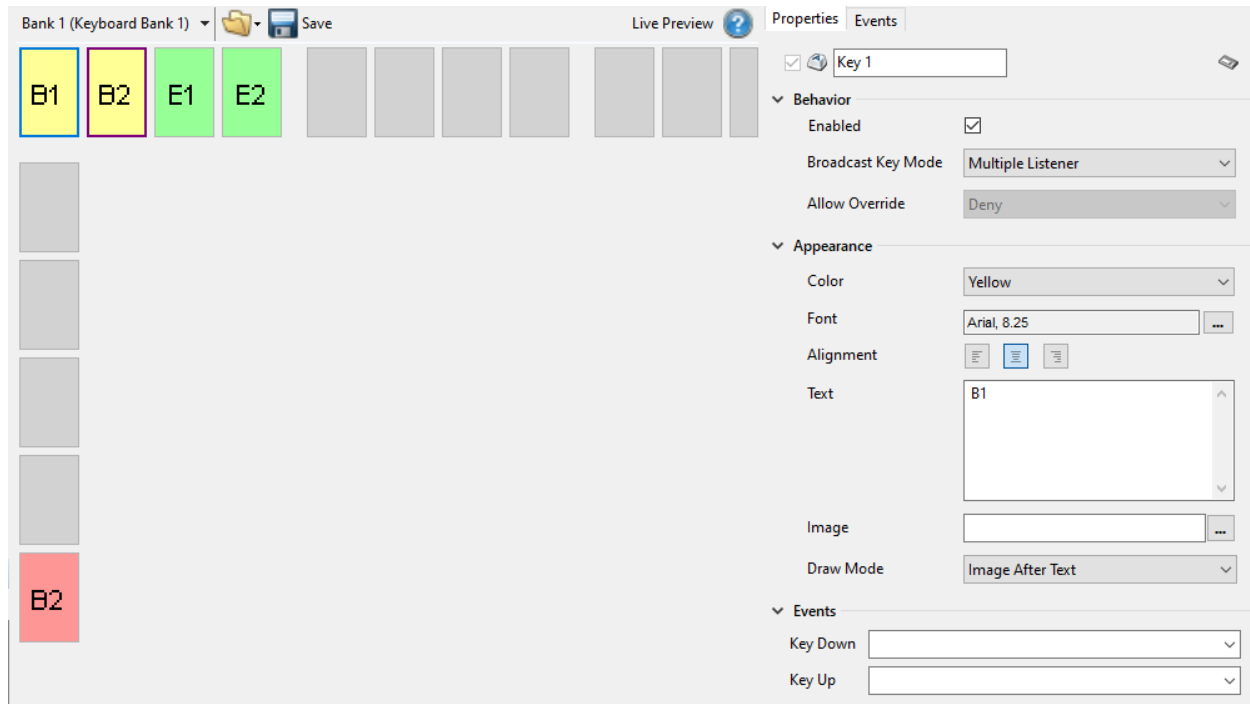 Bank 1 (Keyboard Bank 1) Save Live Preview ?
B1 B2 E1 E2
B2
Properties Events
Key 1
Behavior
Enabled
Broadcast Key Mode Multiple Listener
Allow Override Deny
Appearance
Color Yellow
Font Arial, 8.25 ...
Alignment
Text B1
Image ...
Draw Mode Image After Text
Events
Key Down
Key Up